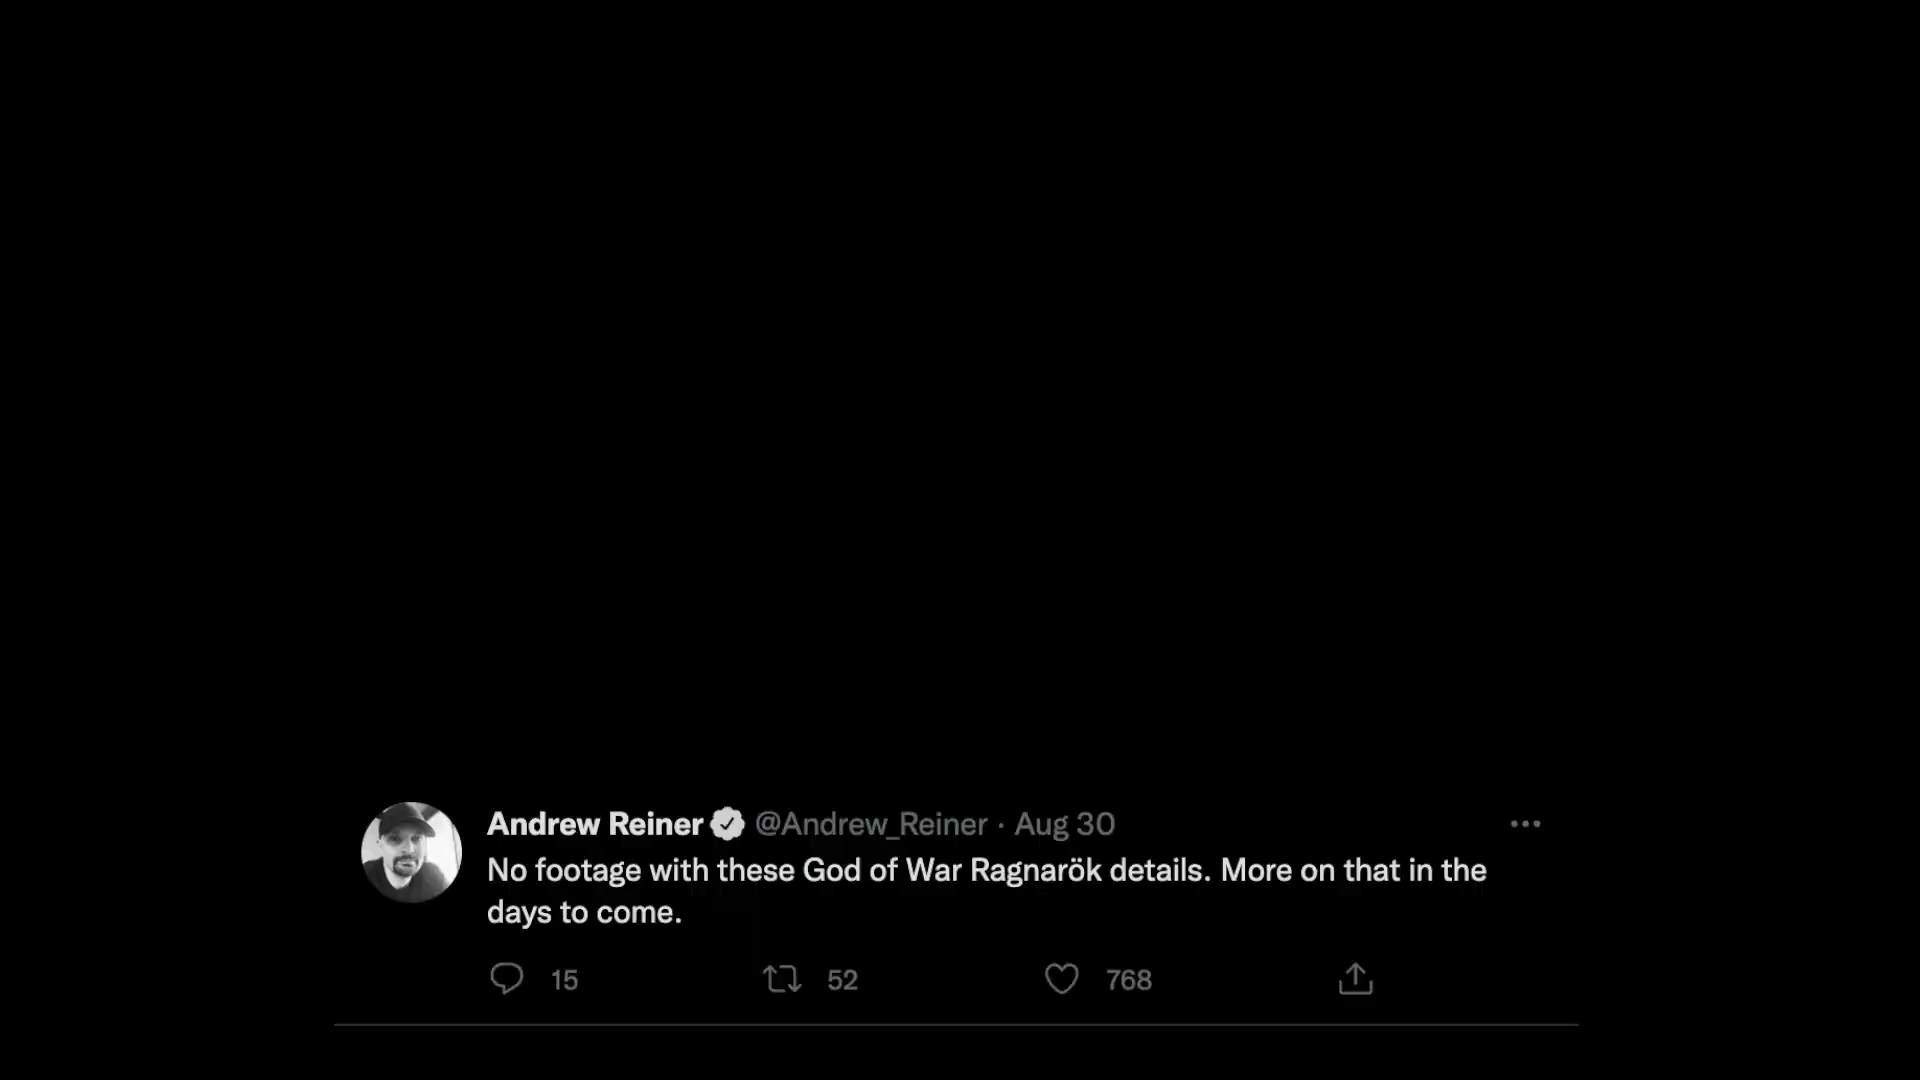 Andrew Reiner @Andrew_Reiner · Aug 30
No footage with these God of War Ragnarök details. More on that in the
days to come.
15 52 768